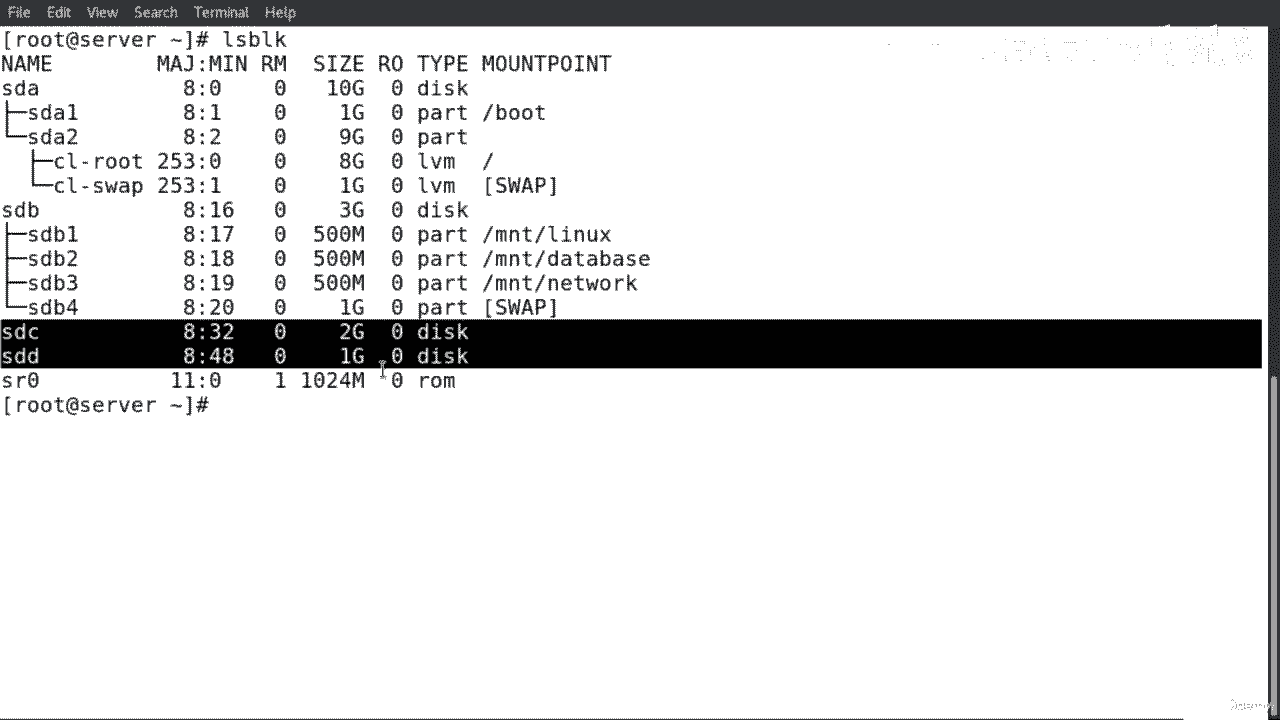 File Edit View Search Terminal Help
[root@server ~]# lsblk
NAME        MAJ:MIN RM  SIZE RO TYPE MOUNTPOINT
sda           8:0    0   10G  0 disk
├─sda1        8:1    0    1G  0 part /boot
└─sda2        8:2    0    9G  0 part
  ├─cl-root 253:0    0    8G  0 lvm  /
  └─cl-swap 253:1    0    1G  0 lvm  [SWAP]
sdb           8:16   0    3G  0 disk
├─sdb1        8:17   0  500M  0 part /mnt/linux
├─sdb2        8:18   0  500M  0 part /mnt/database
├─sdb3        8:19   0  500M  0 part /mnt/network
└─sdb4        8:20   0    1G  0 part [SWAP]
sdc           8:32   0    2G  0 disk
sdd           8:48   0    1G  0 disk
sr0          11:0    1 1024M  0 rom
[root@server ~]#